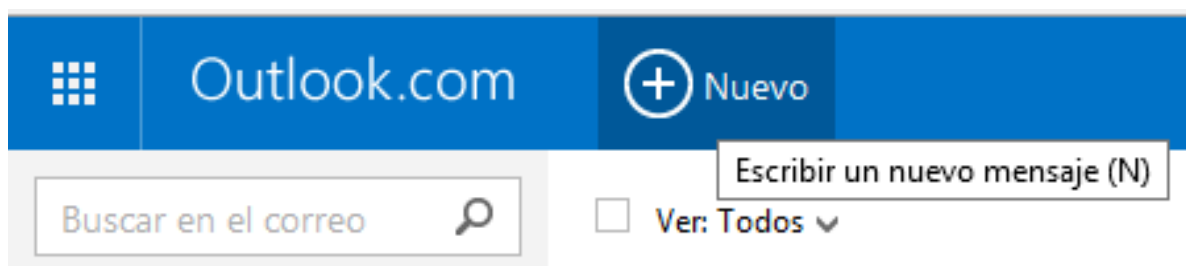 Outlook.com
Nuevo
Escribir un nuevo mensaje (N)
Buscar en el correo
Ver: Todos